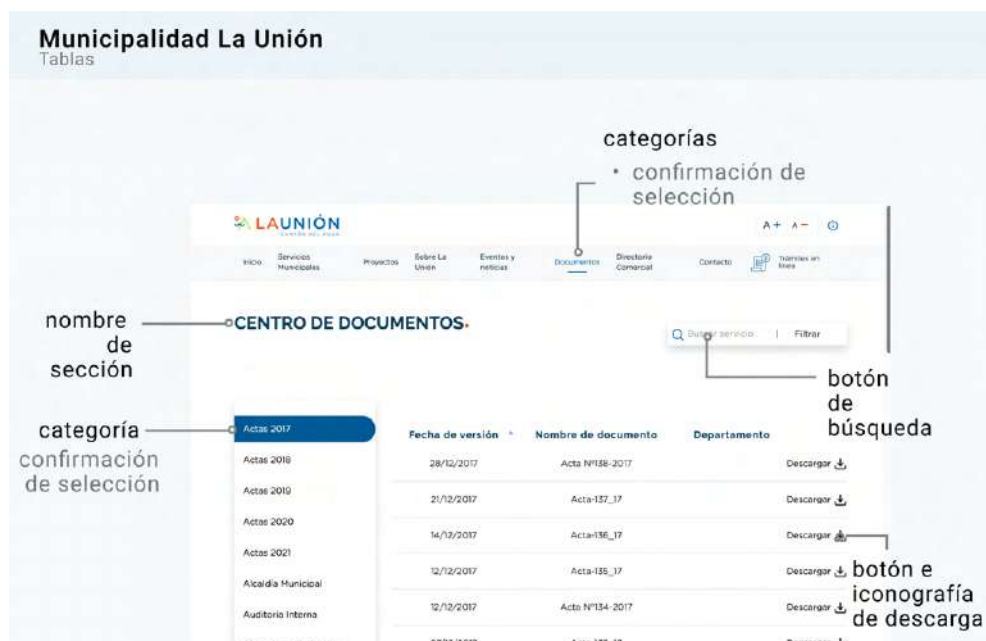 Municipalidad La Unión
Tablas
categorías
• confirmación de
selección
LAUNIÓN
A+ A-
Inicio
Servicios
Municipales
Proyectos
Sobre La
Unión
Eventos y
noticias
Documentos
Directorio
Comercial
Contacto
Trámites en
línea
nombre
de
sección
CENTRO DE DOCUMENTOS.
Buscar servicio | Filtrar
botón
de
búsqueda
categoría
confirmación
de selección
Actas 2017
Actas 2018
Actas 2019
Actas 2020
Actas 2021
Alcaldía Municipal
Auditoria Interna
Fecha de versión Nombre de documento Departamento
28/12/2017 Acta Nº138-2017 Descargar
21/12/2017 Acta-137_17 Descargar
14/12/2017 Acta-136_17 Descargar
12/12/2017 Acta-135_17 Descargar
12/12/2017 Acta Nº134-2017 Descargar
botón e
iconografía
de descarga